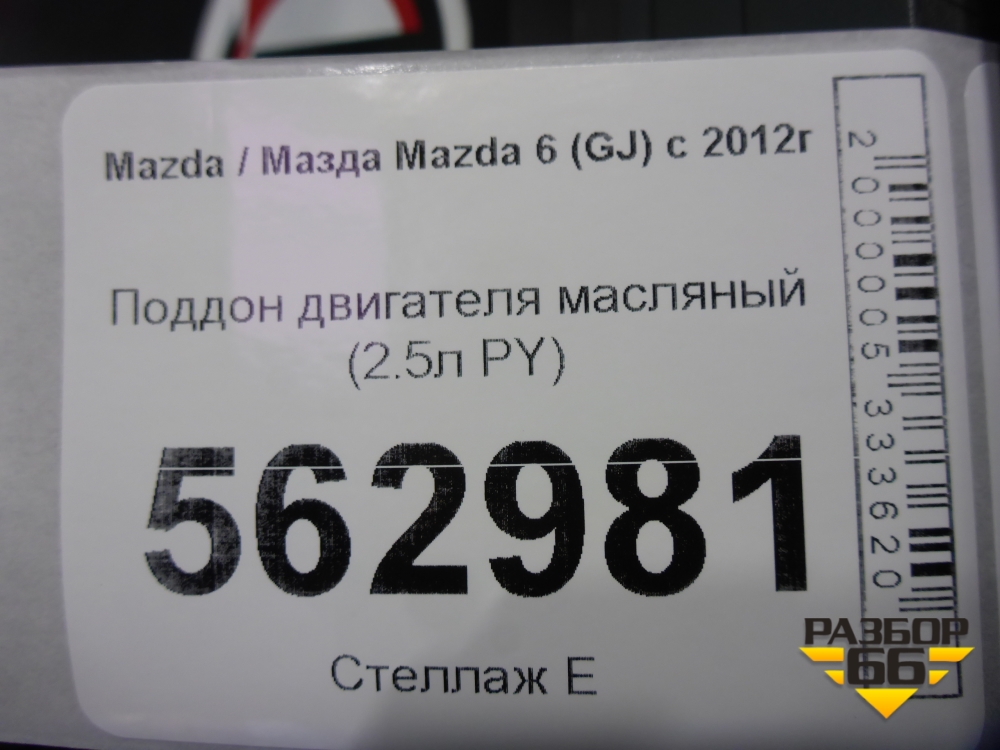 Mazda / Мазда Mazda 6 (GJ) с 2012г
Поддон двигателя масляный
(2.5л PY)
562981
Стеллаж Е
2000005333620
РАЗБОР
66